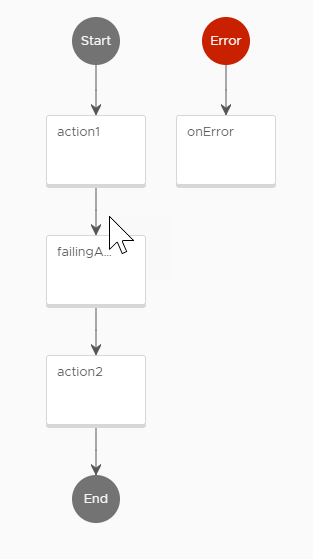 Start
Error
action1
onError
failingA...
action2
End